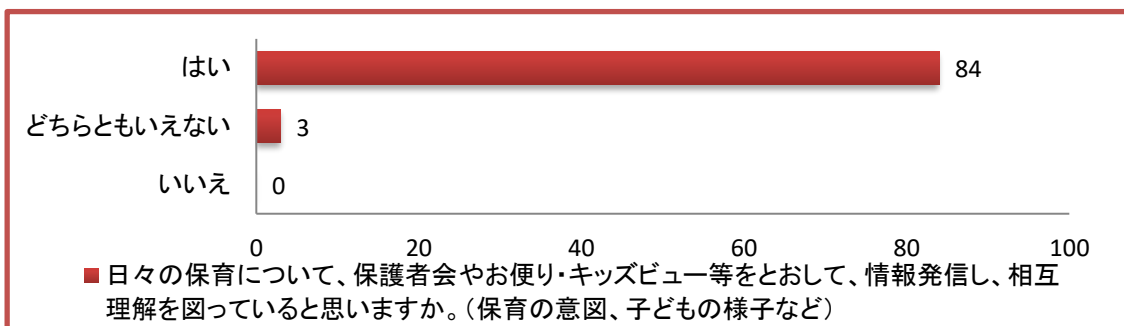 はい
84
どちらともいえない
3
いいえ
0
0 20 40 60 80 100
日々の保育について、保護者会やお便り・キッズビュー等をとおして、情報発信し、相互
理解を図っていると思いますか。（保育の意図、子どもの様子など）